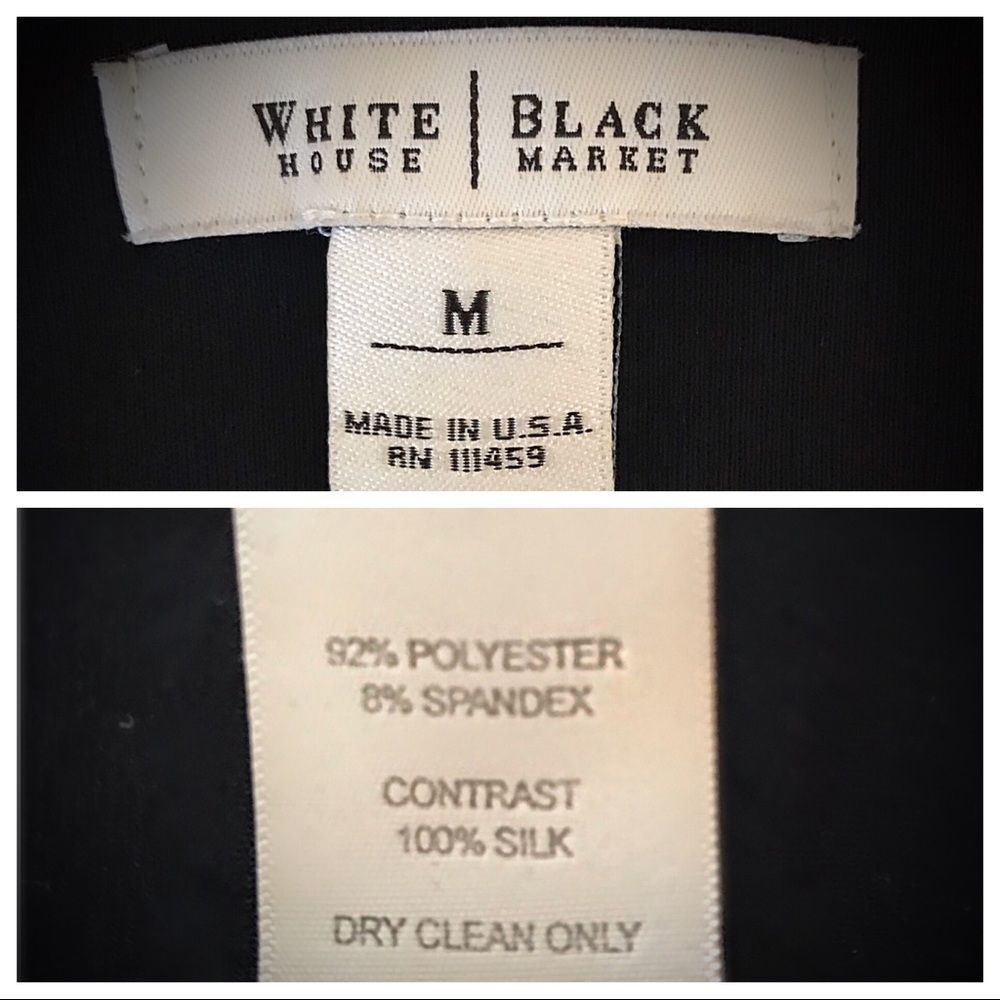 WHITE | BLACK
HOUSE | MARKET
M
MADE IN U.S.A.
RN 111459
92% POLYESTER
8% SPANDEX
CONTRAST
100% SILK
DRY CLEAN ONLY